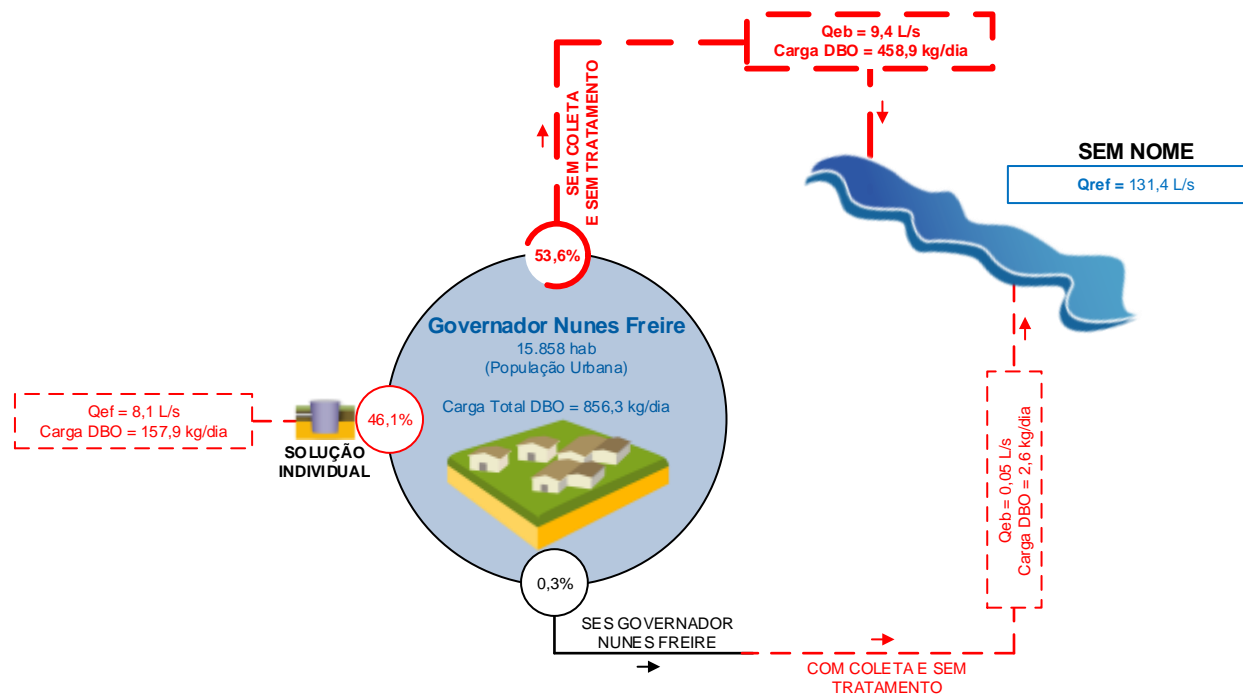 Qeb = 9,4 L/s
Carga DBO = 458,9 kg/dia
SEM COLETA
E SEM TRATAMENTO
SEM NOME
Qref = 131,4 L/s
53,6%
Governador Nunes Freire
15.858 hab
(População Urbana)
Carga Total DBO = 856,3 kg/dia
Qef = 8,1 L/s
Carga DBO = 157,9 kg/dia
46,1%
SOLUÇÃO
INDIVIDUAL
Qeb = 0,05 L/s
Carga DBO = 2,6 kg/dia
0,3%
SES GOVERNADOR
NUNES FREIRE
COM COLETA E SEM
TRATAMENTO